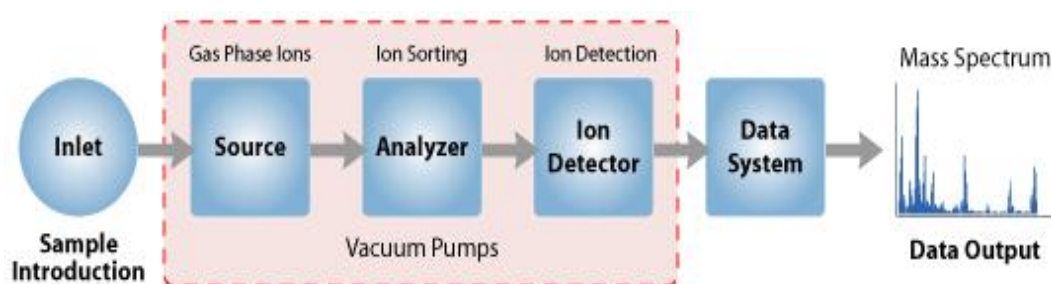 Gas Phase Ions
Ion Sorting
Ion Detection
Mass Spectrum
Inlet
Source
Analyzer
Ion
Detector
Data
System
Sample
Introduction
Vacuum Pumps
Data Output